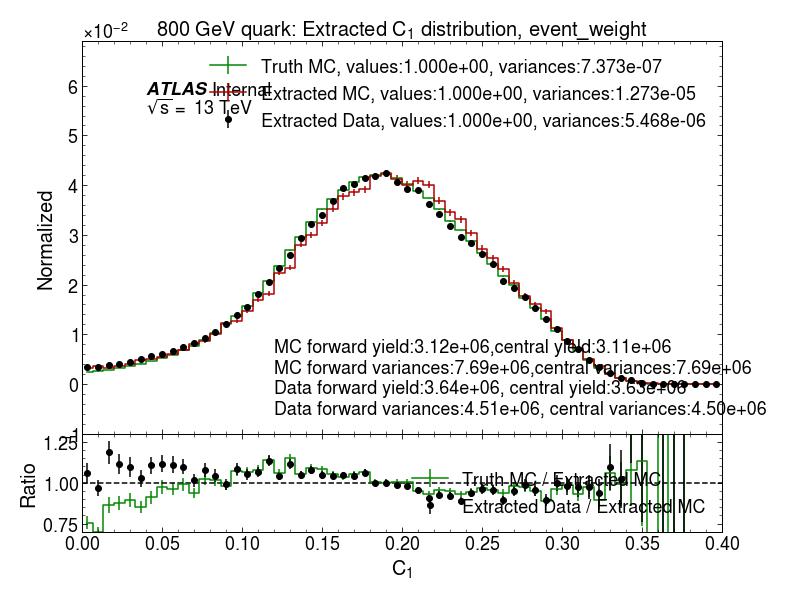 ×10⁻² 800 GeV quark: Extracted C₁ distribution, event_weight
Truth MC, values:1.000e+00, variances:7.373e-07
ATLAS Internal
Extracted MC, values:1.000e+00, variances:1.273e-05
√s = 13 TeV
Extracted Data, values:1.000e+00, variances:5.468e-06
6
5
4
3
2
1
0
1
Normalized
MC forward yield:3.12e+06,central yield:3.11e+06
MC forward variances:7.69e+06,central variances:7.69e+06
Data forward yield:3.64e+06, central yield:3.63e+06
Data forward variances:4.51e+06, central variances:4.50e+06
1.25
1.00
0.75
Ratio
Truth MC / Extracted MC
Extracted Data / Extracted MC
0.00 0.05 0.10 0.15 0.20 0.25 0.30 0.35 0.40
C₁